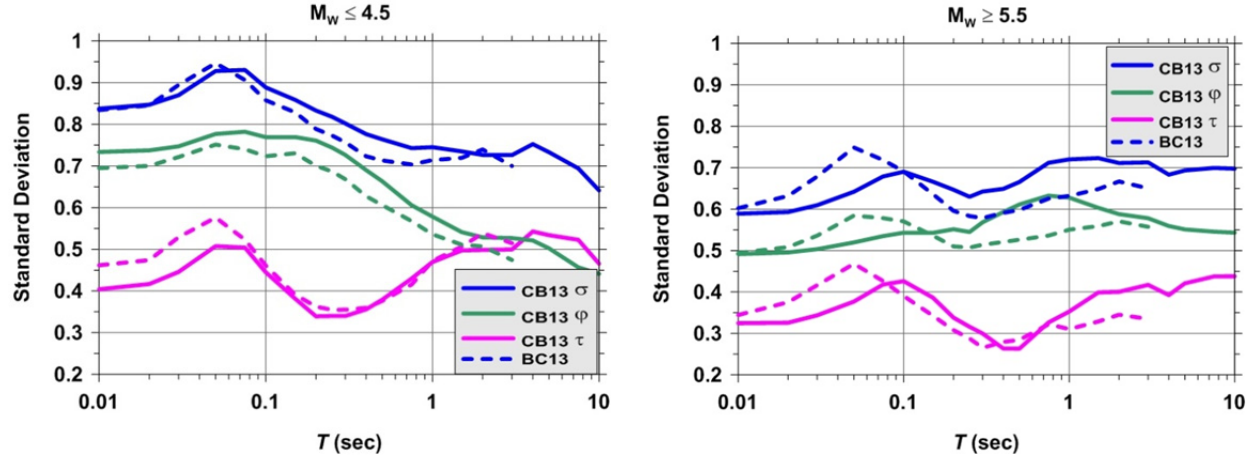 M_W ≤ 4.5
1
0.9
0.8
0.7
0.6
0.5
0.4
0.3
0.2
Standard Deviation
0.01
0.1
1
10
T (sec)
CB13 σ
CB13 φ
CB13 τ
BC13
M_W ≥ 5.5
1
0.9
0.8
0.7
0.6
0.5
0.4
0.3
0.2
Standard Deviation
0.01
0.1
1
10
T (sec)
CB13 σ
CB13 φ
CB13 τ
BC13